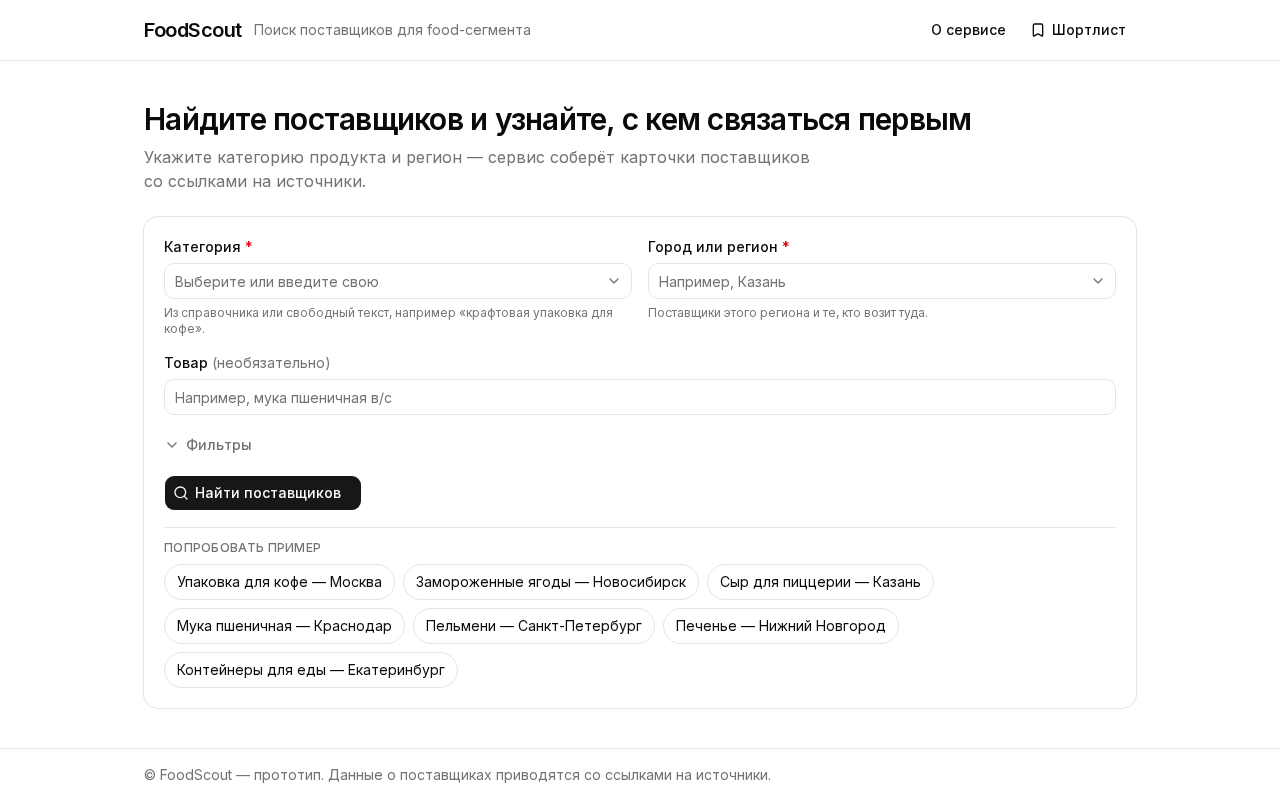 FoodScout Поиск поставщиков для food-сегмента О сервисе Шортлист
Найдите поставщиков и узнайте, с кем связаться первым
Укажите категорию продукта и регион — сервис соберёт карточки поставщиков
со ссылками на источники.
Категория * Город или регион *
Выберите или введите свою Например, Казань
Из справочника или свободный текст, например «крафтовая упаковка для
кофе».
Поставщики этого региона и те, кто возит туда.
Товар (необязательно)
Например, мука пшеничная в/с
Фильтры
Найти поставщиков
ПОПРОБОВАТЬ ПРИМЕР
Упаковка для кофе — Москва Замороженные ягоды — Новосибирск Сыр для пиццерии — Казань
Мука пшеничная — Краснодар Пельмени — Санкт-Петербург Печенье — Нижний Новгород
Контейнеры для еды — Екатеринбург
© FoodScout — прототип. Данные о поставщиках приводятся со ссылками на источники.